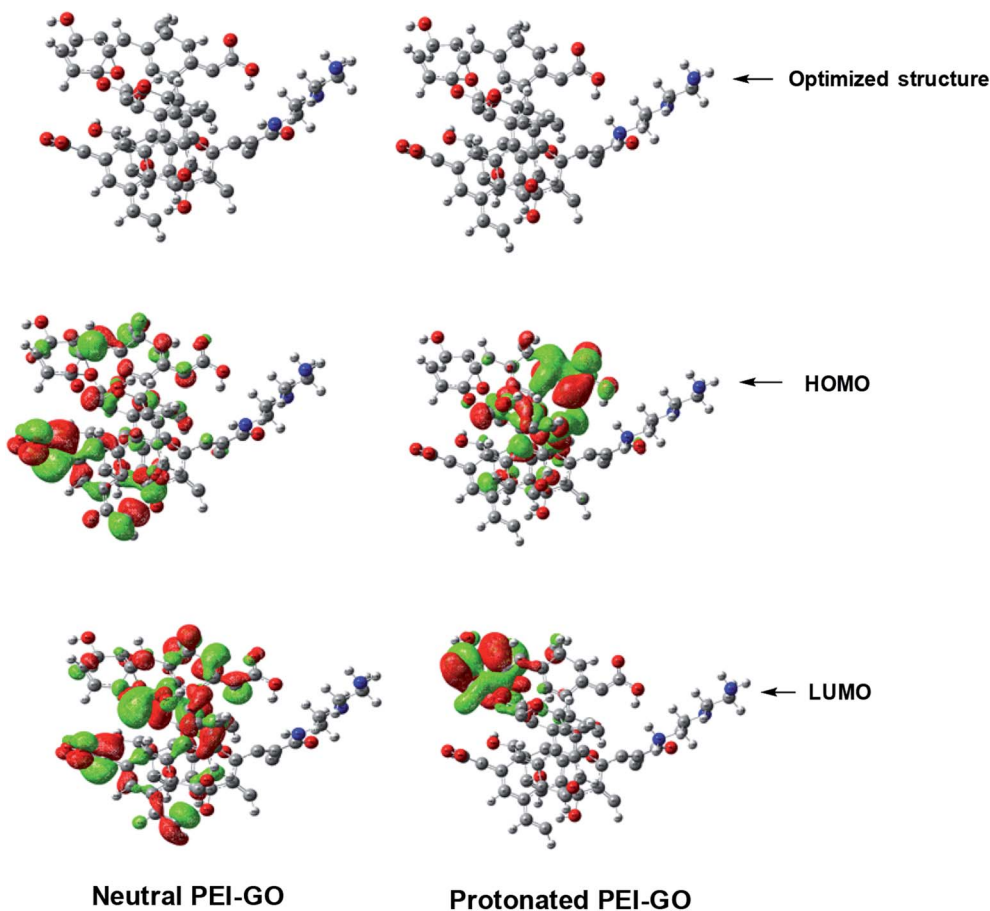 Optimized structure
HOMO
LUMO
Neutral PEI-GO
Protonated PEI-GO